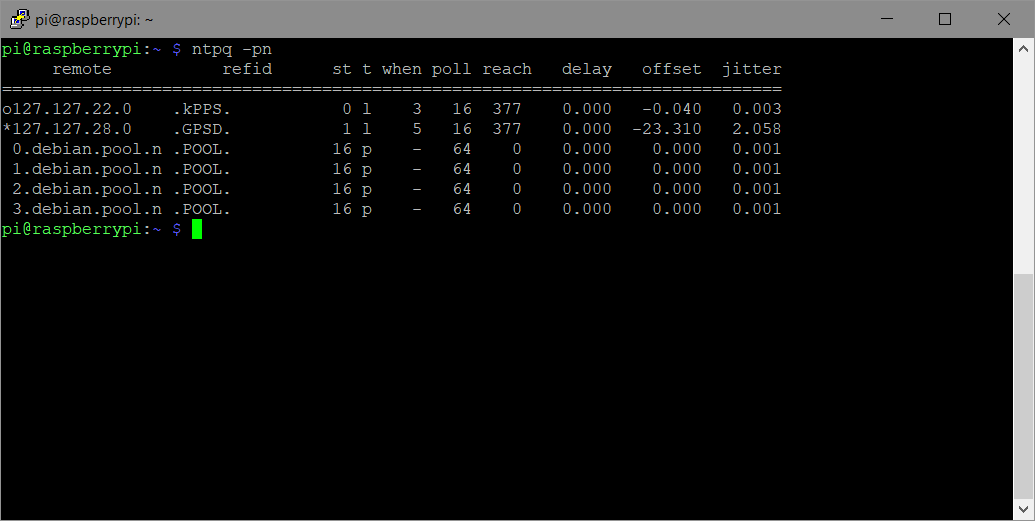 pi@raspberrypi: ~
pi@raspberrypi:~ $ ntpq -pn
     remote           refid      st t when poll reach   delay   offset  jitter
==============================================================================
o127.127.22.0    .kPPS.           0 l    3   16  377    0.000   -0.040   0.003
*127.127.28.0    .GPSD.           1 l    5   16  377    0.000  -23.310   2.058
 0.debian.pool.n .POOL.          16 p    -   64    0    0.000    0.000   0.001
 1.debian.pool.n .POOL.          16 p    -   64    0    0.000    0.000   0.001
 2.debian.pool.n .POOL.          16 p    -   64    0    0.000    0.000   0.001
 3.debian.pool.n .POOL.          16 p    -   64    0    0.000    0.000   0.001
pi@raspberrypi:~ $